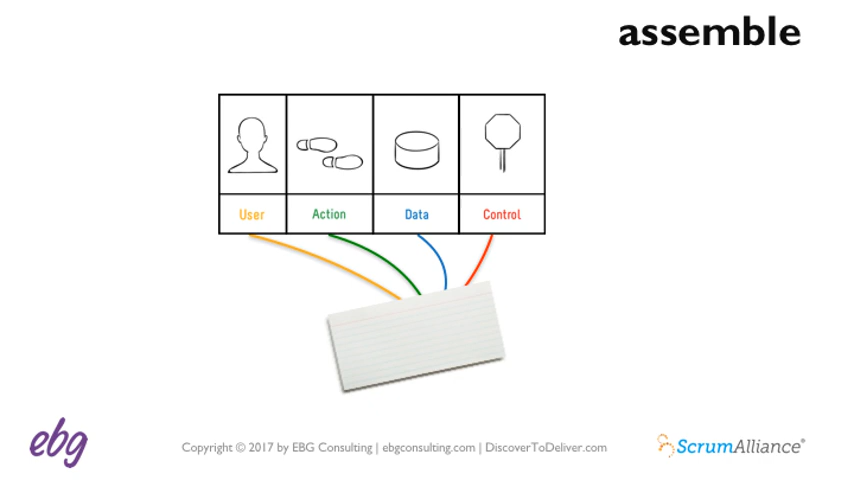 assemble
User
Action
Data
Control
ebg
Copyright © 2017 by EBG Consulting | ebgconsulting.com | DiscoverToDeliver.com
ScrumAlliance®